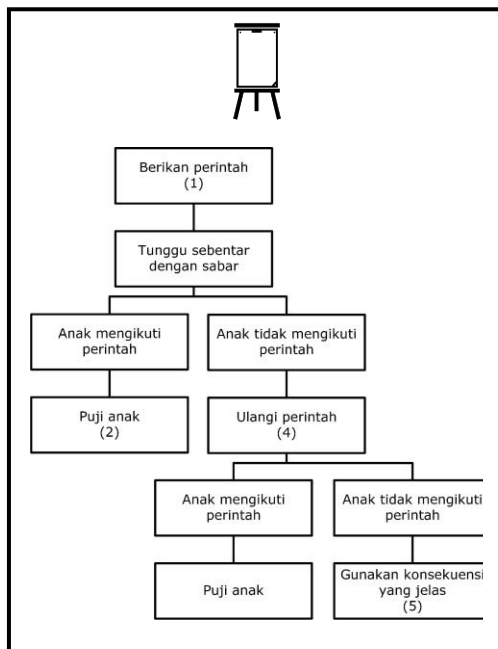 Berikan perintah
(1)
Tunggu sebentar
dengan sabar
Anak mengikuti
perintah
Anak tidak mengikuti
perintah
Puji anak
(2)
Ulangi perintah
(4)
Anak mengikuti
perintah
Anak tidak mengikuti
perintah
Puji anak
Gunakan konsekuensi
yang jelas
(5)